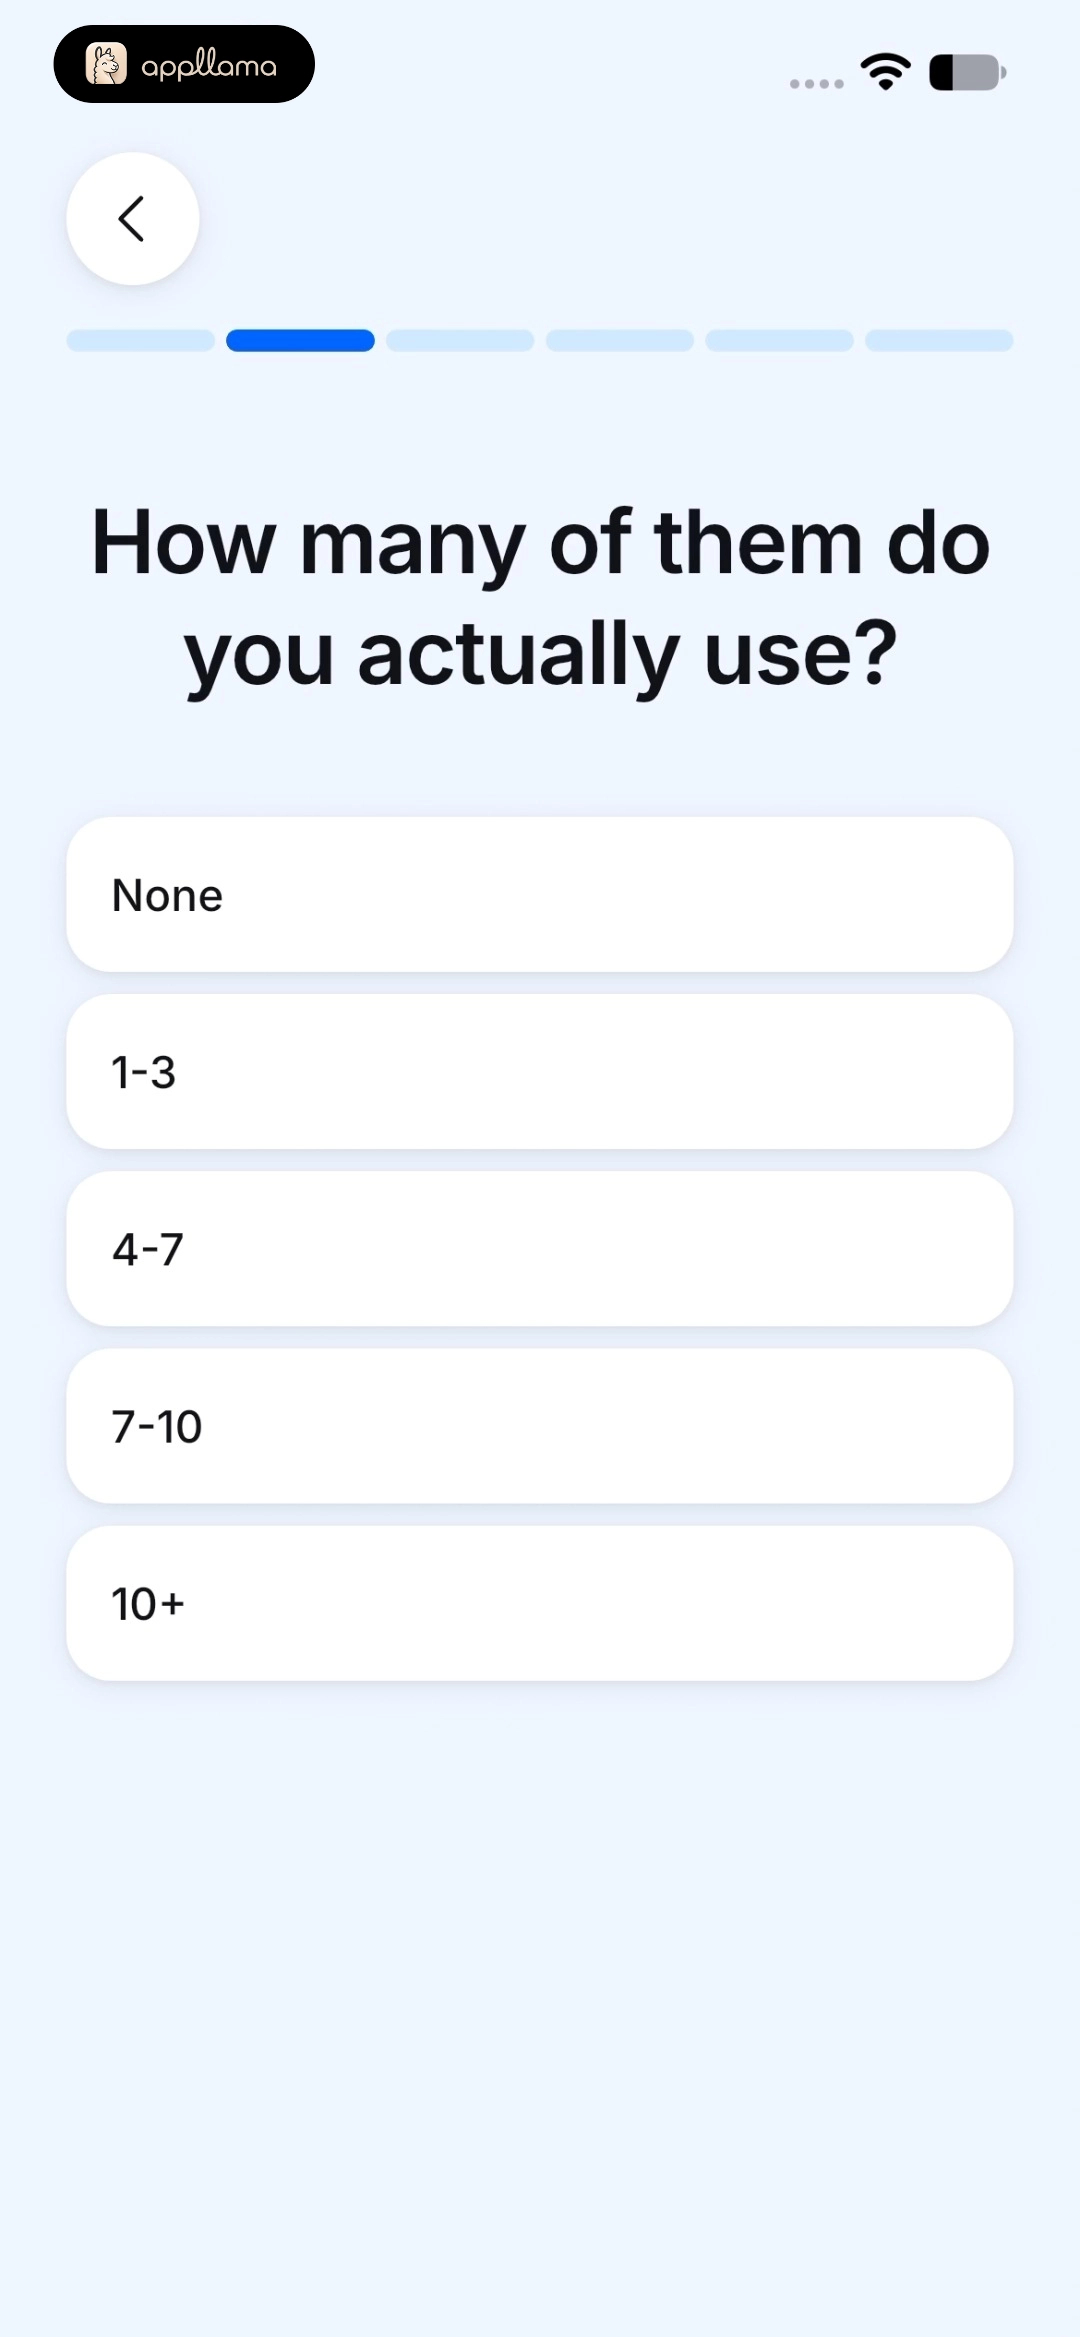 appllama
How many of them do
you actually use?
None
1-3
4-7
7-10
10+